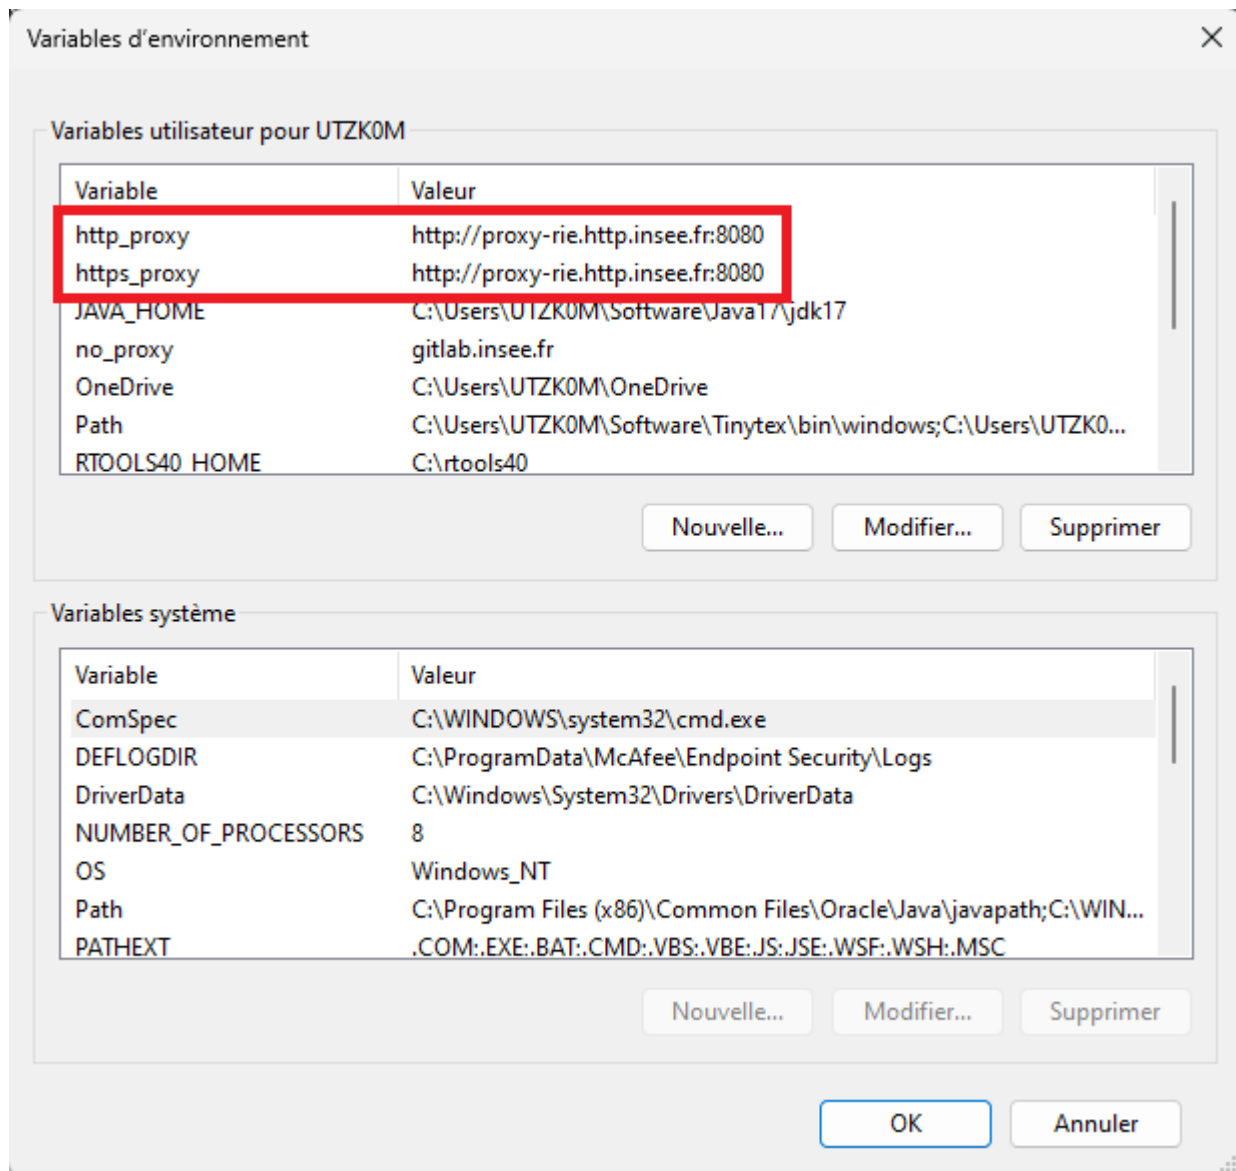 Variables d'environnement
Variables utilisateur pour UTZK0M
Variable Valeur
http_proxy http://proxy-rie.http.insee.fr:8080
https_proxy http://proxy-rie.http.insee.fr:8080
JAVA_HOME C:\Users\UTZK0M\Software\Java17\jdk17
no_proxy gitlab.insee.fr
OneDrive C:\Users\UTZK0M\OneDrive
Path C:\Users\UTZK0M\Software\Tinytex\bin\windows;C:\Users\UTZK0...
RTOOLS40_HOME C:\rtools40
Nouvelle... Modifier... Supprimer
Variables système
Variable Valeur
ComSpec C:\WINDOWS\system32\cmd.exe
DEFLOGDIR C:\ProgramData\McAfee\Endpoint Security\Logs
DriverData C:\Windows\System32\Drivers\DriverData
NUMBER_OF_PROCESSORS 8
OS Windows_NT
Path C:\Program Files (x86)\Common Files\Oracle\Java\javapath;C:\WIN...
PATHEXT .COM;.EXE;.BAT;.CMD;.VBS;.VBE;.JS;.JSE;.WSF;.WSH;.MSC
Nouvelle... Modifier... Supprimer
OK Annuler